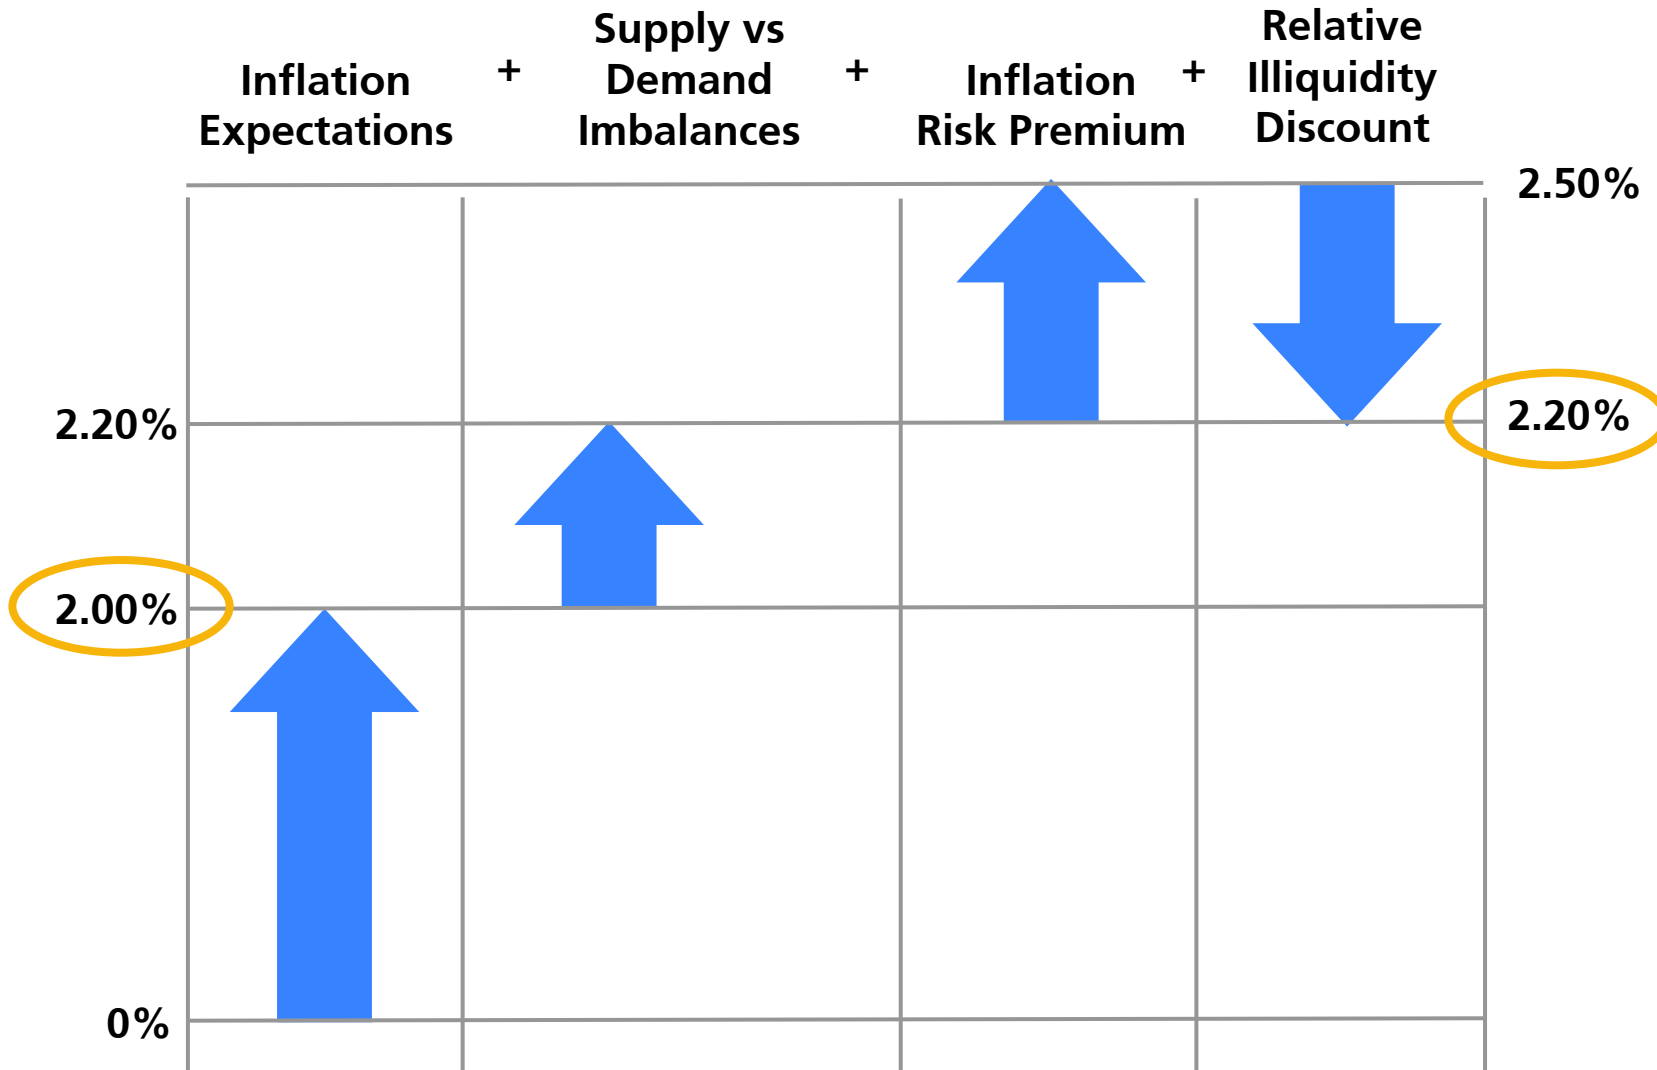 Inflation
Expectations
+
Supply vs
Demand
Imbalances
+
Inflation
Risk Premium
+
Relative
Illiquidity
Discount
2.50%
2.20%
2.20%
2.00%
0%